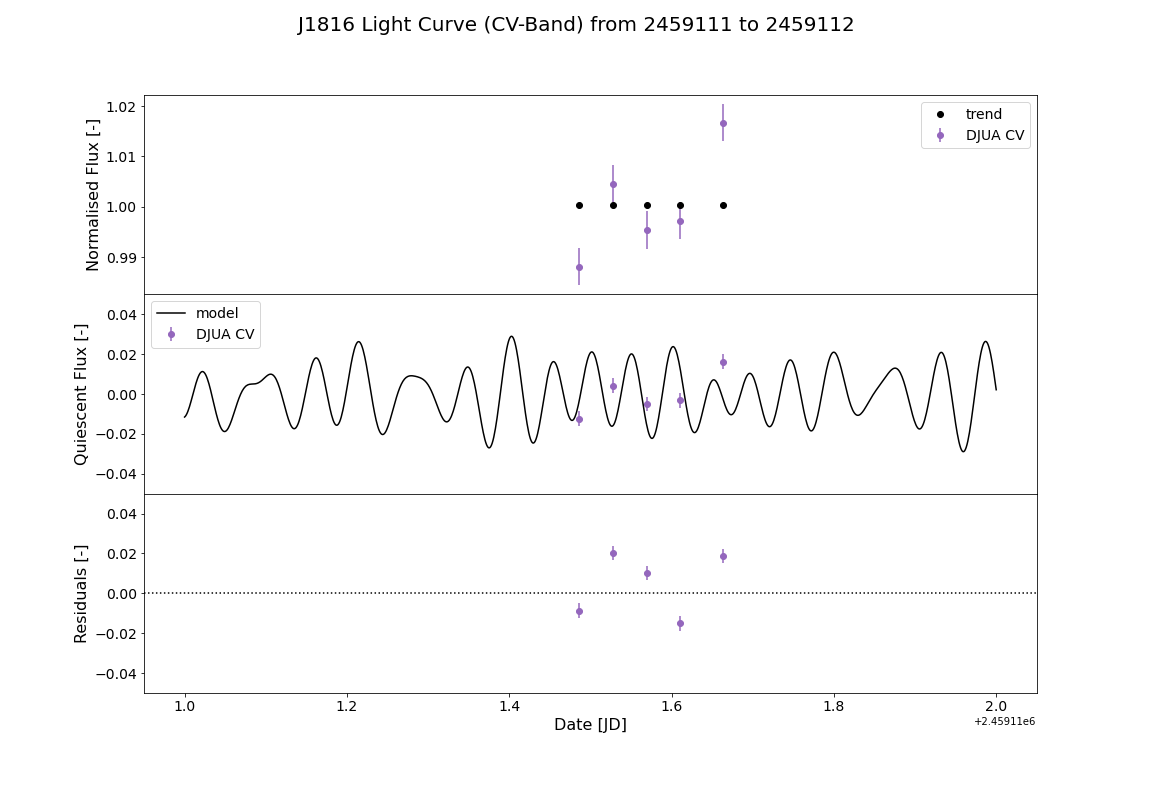 J1816 Light Curve (CV-Band) from 2459111 to 2459112
1.02
1.01
1.00
0.99
Normalised Flux [-]
trend
DJUA CV
0.04
0.02
0.00
−0.02
−0.04
Quiescent Flux [-]
model
DJUA CV
0.04
0.02
0.00
−0.02
−0.04
Residuals [-]
1.0 1.2 1.4 1.6 1.8 2.0
Date [JD]
+2.45911e6